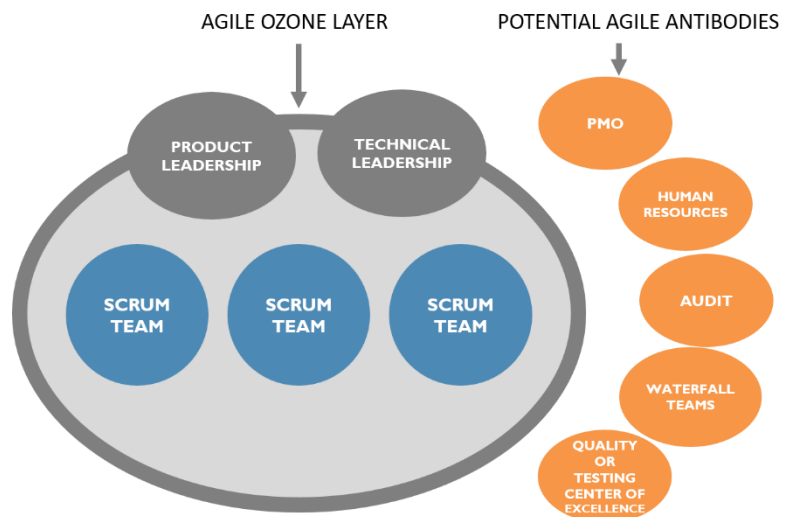 AGILE OZONE LAYER
POTENTIAL AGILE ANTIBODIES
PRODUCT
LEADERSHIP
TECHNICAL
LEADERSHIP
SCRUM
TEAM
SCRUM
TEAM
SCRUM
TEAM
PMO
HUMAN
RESOURCES
AUDIT
WATERFALL
TEAMS
QUALITY
OR
TESTING
CENTER OF
EXCELLENCE